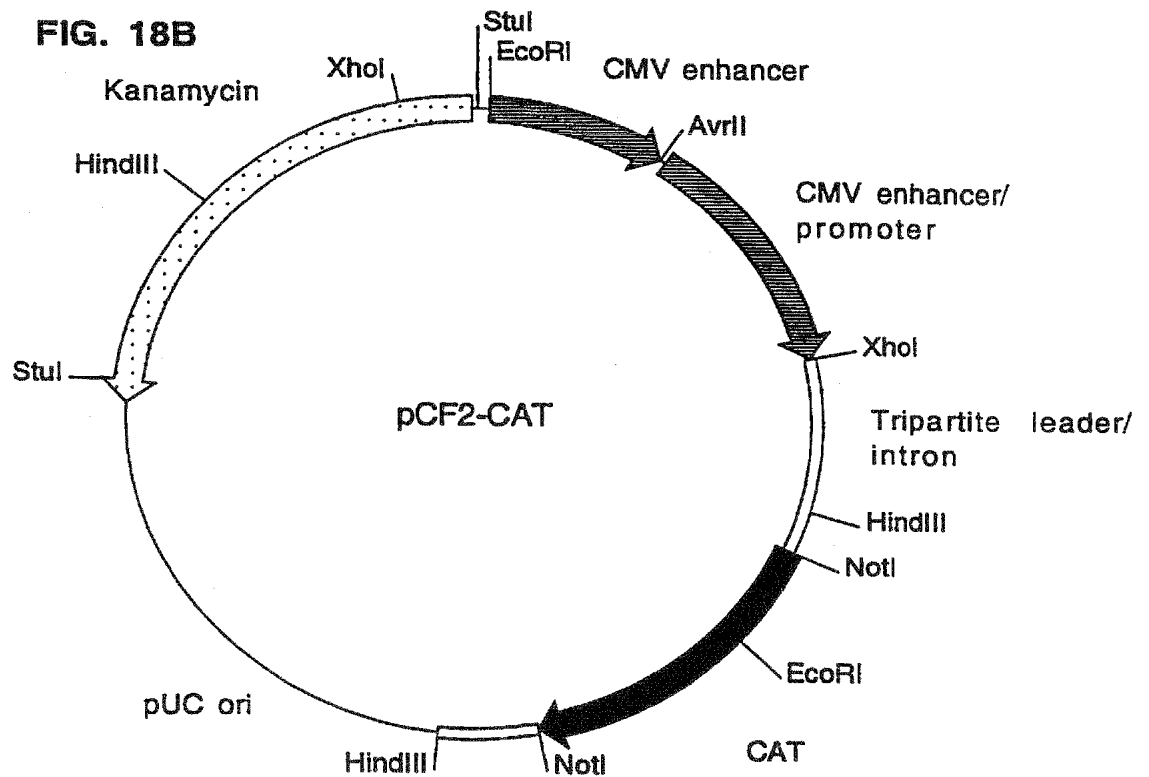 FIG. 18B
StuI
EcoRI
CMV enhancer
XhoI
Kanamycin
AvrII
HindIII
CMV enhancer/
promoter
XhoI
StuI
pCF2-CAT
Tripartite leader/
intron
HindIII
NotI
EcoRI
pUC ori
CAT
HindIII
NotI